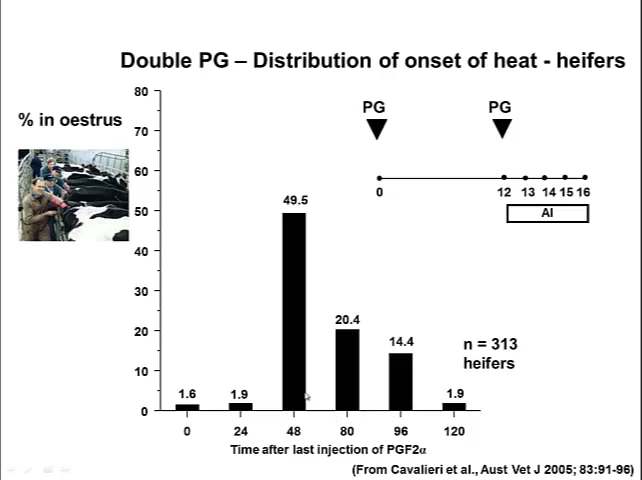 Double PG – Distribution of onset of heat - heifers
% in oestrus
80
70
60
50
40
30
20
10
0
PG
PG
0
12 13 14 15 16
AI
1.6
1.9
49.5
20.4
14.4
1.9
n = 313
heifers
0 24 48 80 96 120
Time after last injection of PGF2α
(From Cavalieri et al., Aust Vet J 2005; 83:91-96)